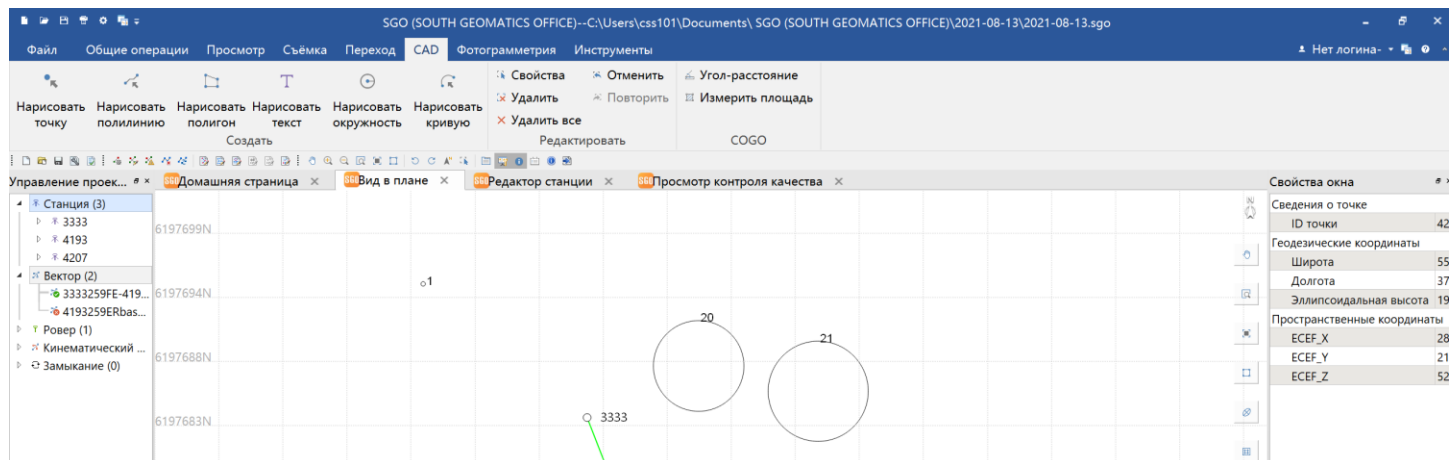 SGO (SOUTH GEOMATICS OFFICE)--C:\Users\css101\Documents\ SGO (SOUTH GEOMATICS OFFICE)\2021-08-13\2021-08-13.sgo
Файл Общие операции Просмотр Съёмка Переход CAD Фотограмметрия Инструменты Нет логина-
Нарисовать точку
Нарисовать полилинию
Нарисовать полигон
Нарисовать текст
Нарисовать окружность
Нарисовать кривую
Создать
Свойства
Удалить
Удалить все
Отменить
Повторить
Редактировать
Угол-расстояние
Измерить площадь
COGO
Управление проек...
SGO Домашняя страница
SGO Вид в плане
SGO Редактор станции
SGO Просмотр контроля качества
Станция (3)
3333
4193
4207
Вектор (2)
3333259FE-419...
4193259ERbas...
Ровер (1)
Кинематический ...
Замыкание (0)
6197699N
6197694N
6197688N
6197683N
1
20
21
3333
N
Свойства окна
Сведения о точке
ID точки 42
Геодезические координаты
Широта 55
Долгота 37
Эллипсоидальная высота 19
Пространственные координаты
ECEF_X 28
ECEF_Y 21
ECEF_Z 52